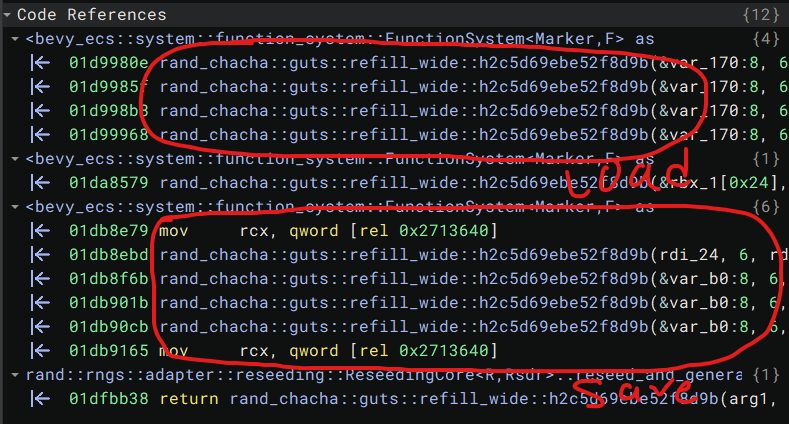 Code References {12}
<bevy_ecs::system::function_system::FunctionSystem<Marker,F> as {4}
01d9980e rand_chacha::guts::refill_wide::h2c5d69ebe52f8d9b(&var_170:8, 6
01d9985f rand_chacha::guts::refill_wide::h2c5d69ebe52f8d9b(&var_170:8, 6
01d998b8 rand_chacha::guts::refill_wide::h2c5d69ebe52f8d9b(&var_170:8, 6
01d99968 rand_chacha::guts::refill_wide::h2c5d69ebe52f8d9b(&var_170:8, 6
<bevy_ecs::system::function_system::FunctionSystem<Marker,F> as {1}
Load
01da8579 rand_chacha::guts::refill_wide::h2c5d69ebe52f8d9b(&rbx_1[0x24],
<bevy_ecs::system::function_system::FunctionSystem<Marker,F> as {6}
01db8e79 mov rcx, qword [rel 0x2713640]
01db8ebd rand_chacha::guts::refill_wide::h2c5d69ebe52f8d9b(rdi_24, 6, rd
01db8f6b rand_chacha::guts::refill_wide::h2c5d69ebe52f8d9b(&var_b0:8, 6,
01db901b rand_chacha::guts::refill_wide::h2c5d69ebe52f8d9b(&var_b0:8, 6,
01db90cb rand_chacha::guts::refill_wide::h2c5d69ebe52f8d9b(&var_b0:8, 6,
01db9165 mov rcx, qword [rel 0x2713640]
rand::rngs::adapter::reseeding::ReseedingCore<R,Rsdr>::reseed_and_genera {1}
Save
01dfbb38 return rand_chacha::guts::refill_wide::h2c5d69ebe52f8d9b(arg1,